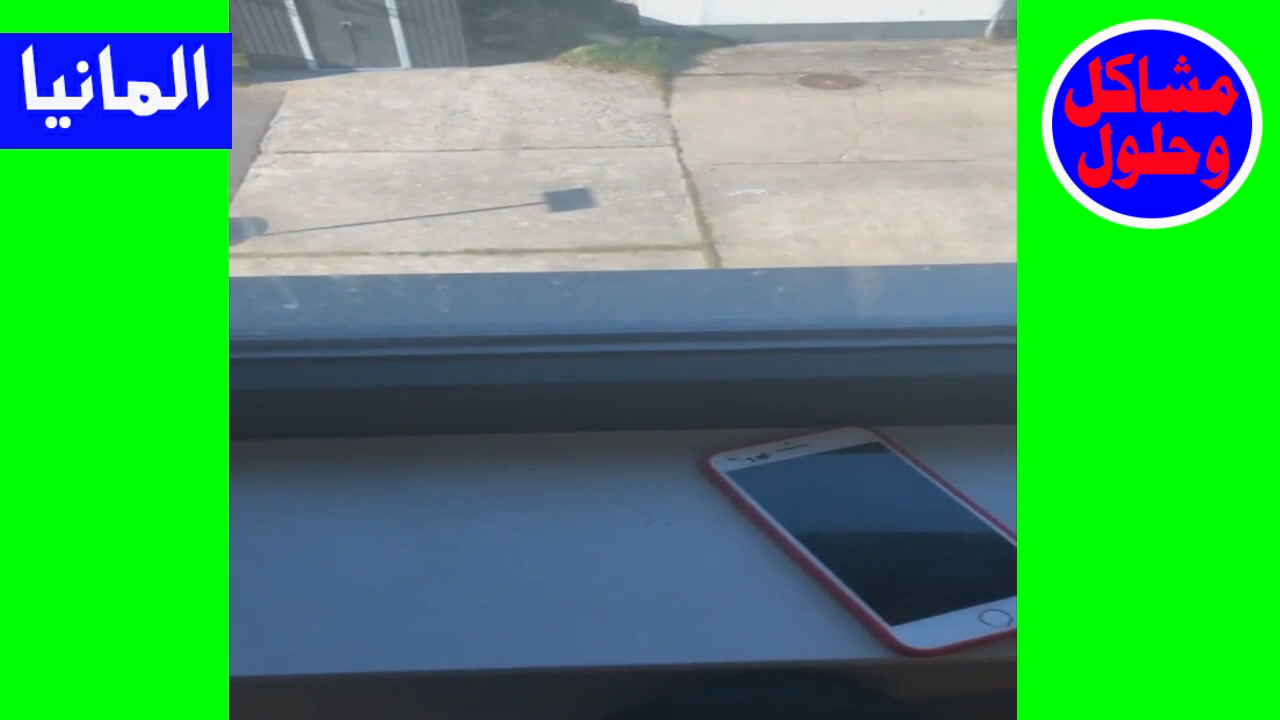 المانيا
مشاكل
وحلول